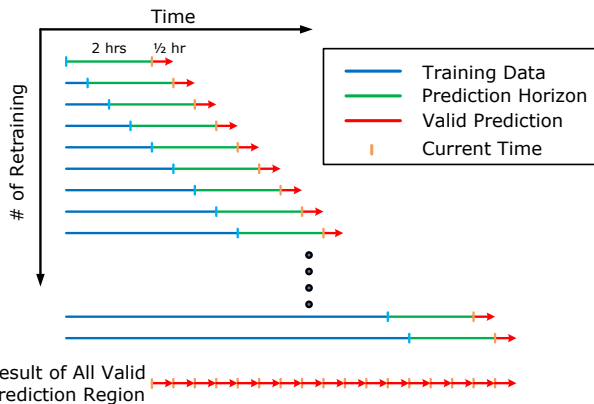 Time
2 hrs
½ hr
# of Retraining
Training Data
Prediction Horizon
Valid Prediction
Current Time
esult of All Valid
rediction Region